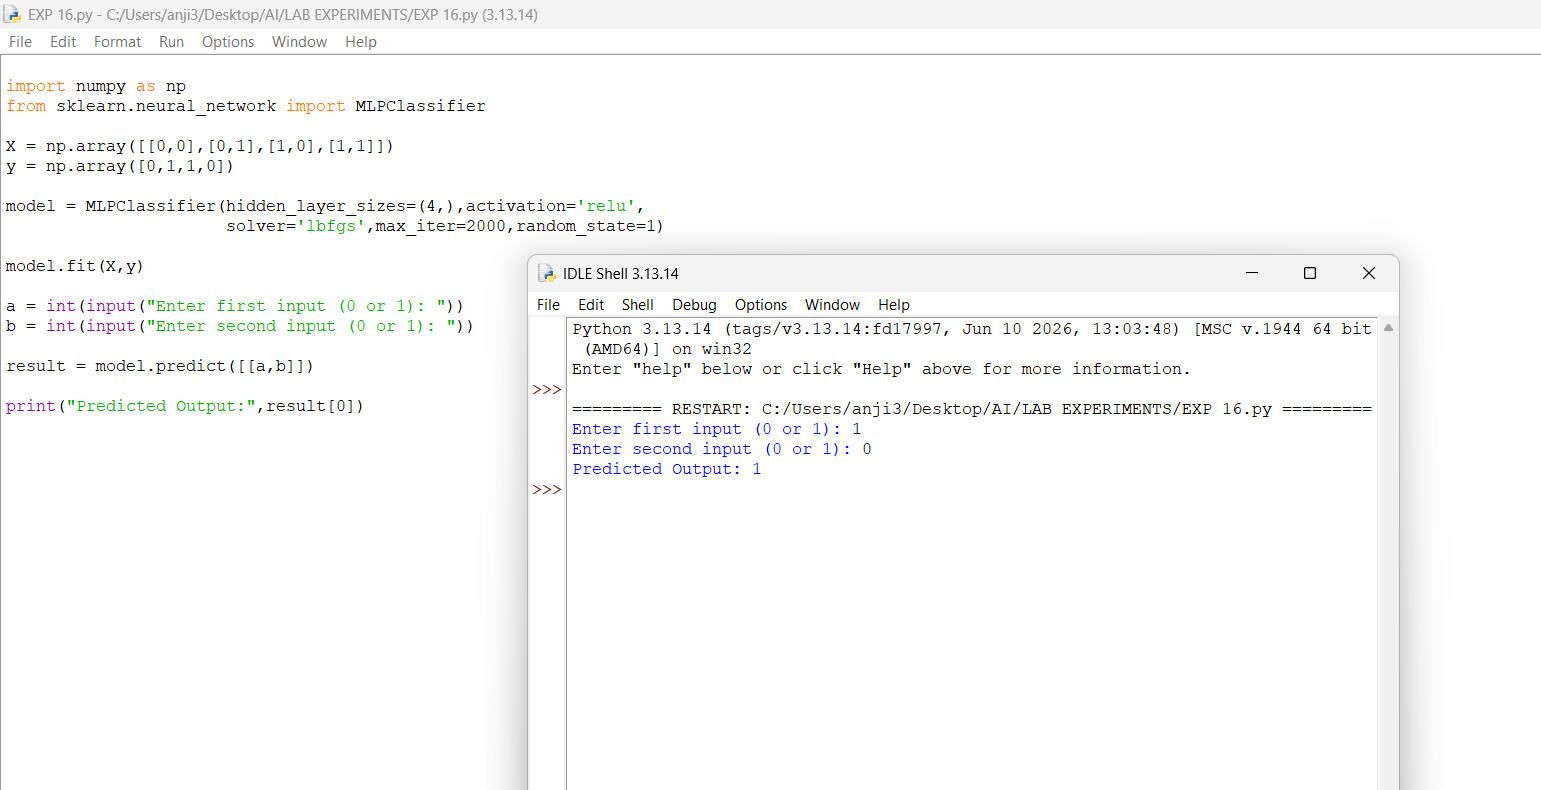 EXP 16.py - C:/Users/anji3/Desktop/AI/LAB EXPERIMENTS/EXP 16.py (3.13.14)
File Edit Format Run Options Window Help
import numpy as np
from sklearn.neural_network import MLPClassifier
X = np.array([[0,0],[0,1],[1,0],[1,1]])
y = np.array([0,1,1,0])
model = MLPClassifier(hidden_layer_sizes=(4,),activation='relu',
solver='lbfgs',max_iter=2000,random_state=1)
model.fit(X,y)
a = int(input("Enter first input (0 or 1): "))
b = int(input("Enter second input (0 or 1): "))
result = model.predict([[a,b]])
print("Predicted Output:",result[0])
IDLE Shell 3.13.14
File Edit Shell Debug Options Window Help
Python 3.13.14 (tags/v3.13.14:fd17997, Jun 10 2026, 13:03:48) [MSC v.1944 64 bit
(AMD64)] on win32
Enter "help" below or click "Help" above for more information.
>>>
========= RESTART: C:/Users/anji3/Desktop/AI/LAB EXPERIMENTS/EXP 16.py =========
Enter first input (0 or 1): 1
Enter second input (0 or 1): 0
Predicted Output: 1
>>>